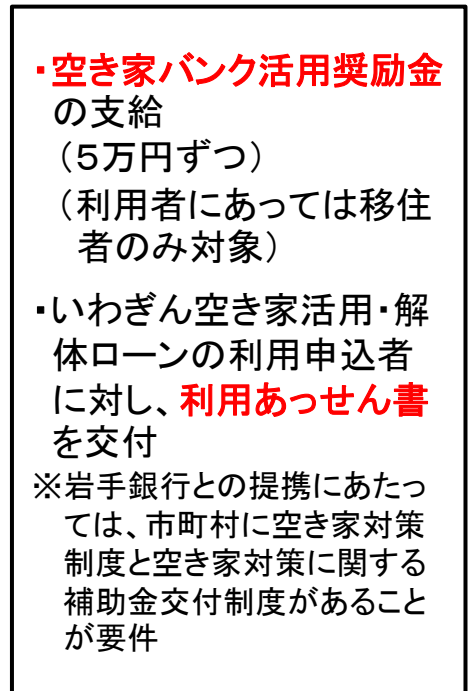 ・空き家バンク活用奨励金
の支給
（５万円ずつ）
（利用者にあっては移住
者のみ対象）
・いわぎん空き家活用・解
体ローンの利用申込者
に対し、利用あっせん書
を交付
※岩手銀行との提携にあたっ
ては、市町村に空き家対策
制度と空き家対策に関する
補助金交付制度があること
が要件